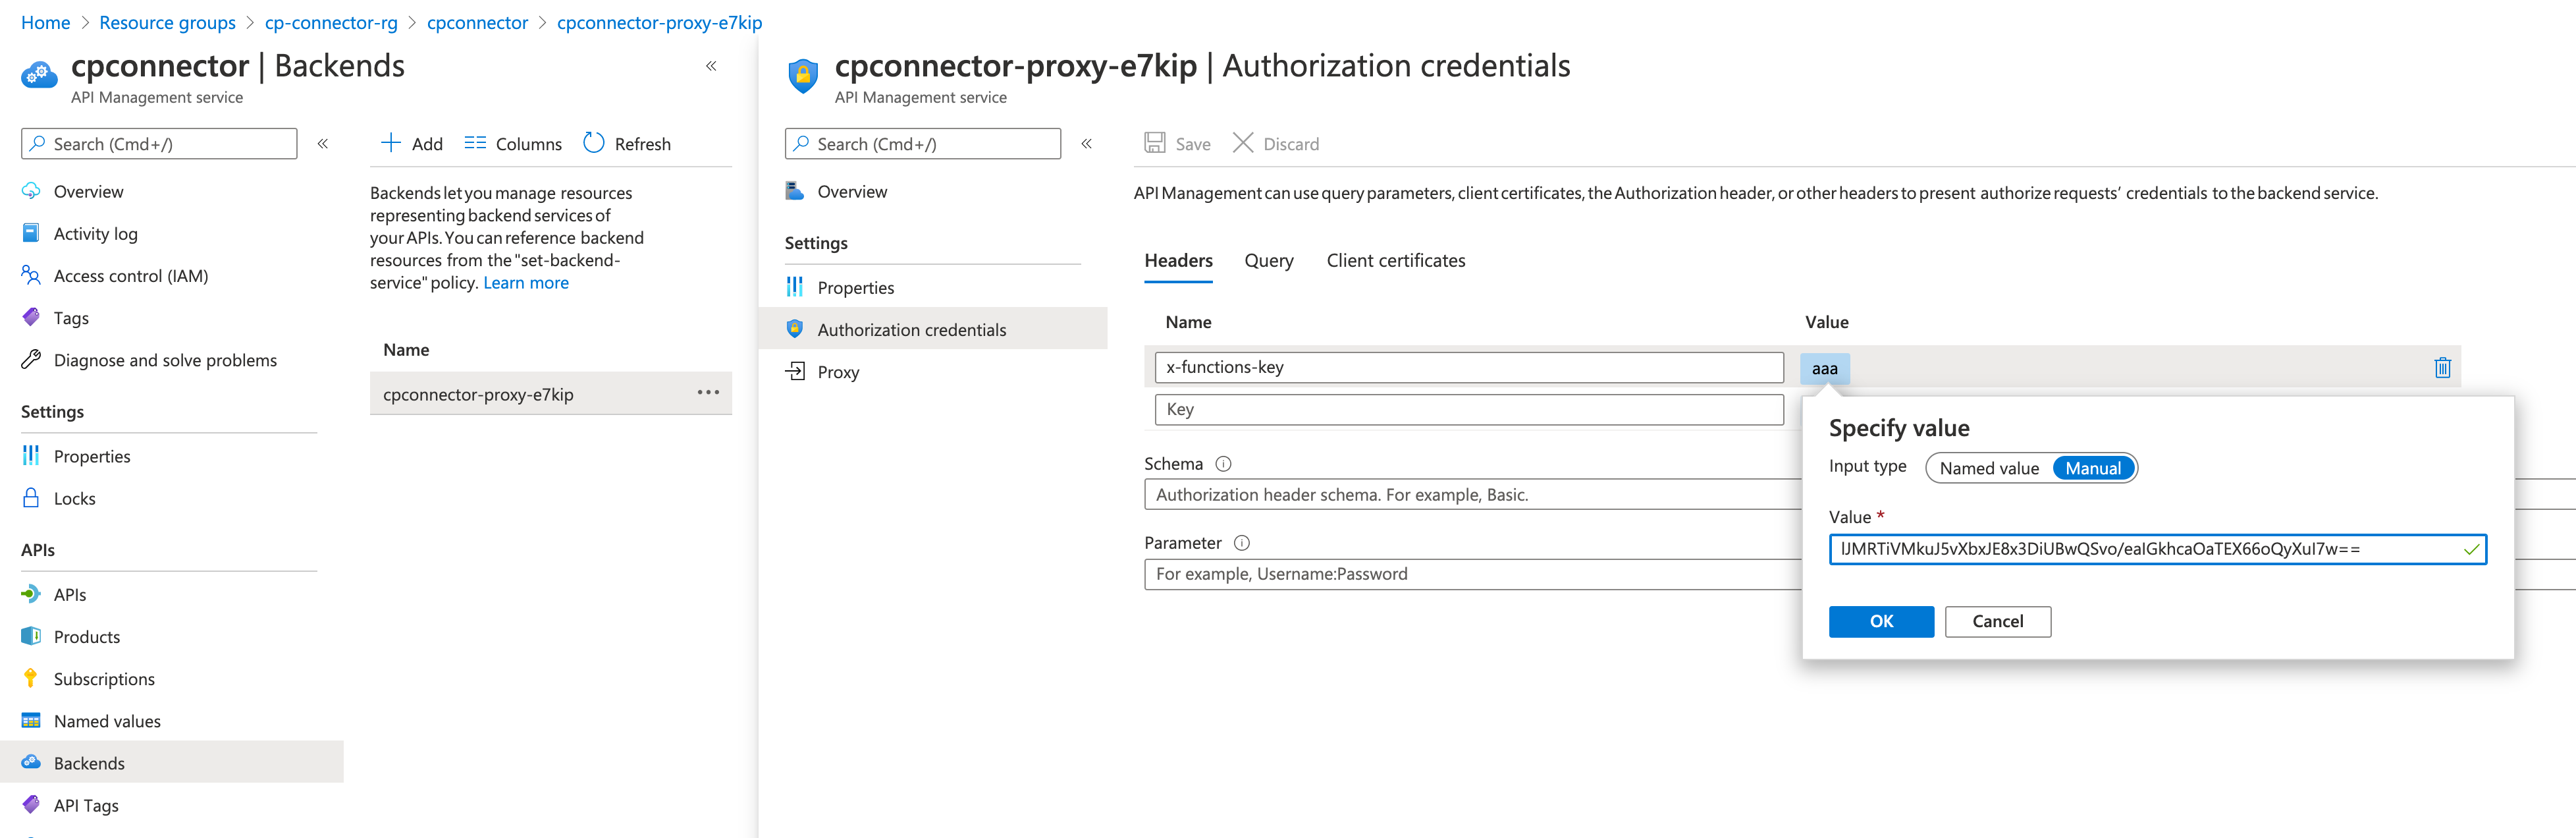 Home > Resource groups > cp-connector-rg > cpconnector > cpconnector-proxy-e7kip
cpconnector | Backends
API Management service
«
Search (Cmd+/)
«
Overview
Activity log
Access control (IAM)
Tags
Diagnose and solve problems
Settings
Properties
Locks
APIs
APIs
Products
Subscriptions
Named values
Backends
API Tags
Add
Columns
Refresh
Backends let you manage resources
representing backend services of
your APIs. You can reference backend
resources from the "set-backend-
service" policy. Learn more
Name
cpconnector-proxy-e7kip
cpconnector-proxy-e7kip | Authorization credentials
API Management service
Search (Cmd+/)
«
Overview
Settings
Properties
Authorization credentials
Proxy
Save
Discard
API Management can use query parameters, client certificates, the Authorization header, or other headers to present authorize requests’ credentials to the backend service.
Headers Query Client certificates
Name Value
x-functions-key aaa
Key
Schema
Authorization header schema. For example, Basic.
Parameter
For example, Username:Password
Specify value
Input type Named value Manual
Value *
lJMRTiVMkuJ5vXbxJE8x3DiUBwQSvo/eaIGkhcaOaTEX66oQyXuI7w==
OK Cancel